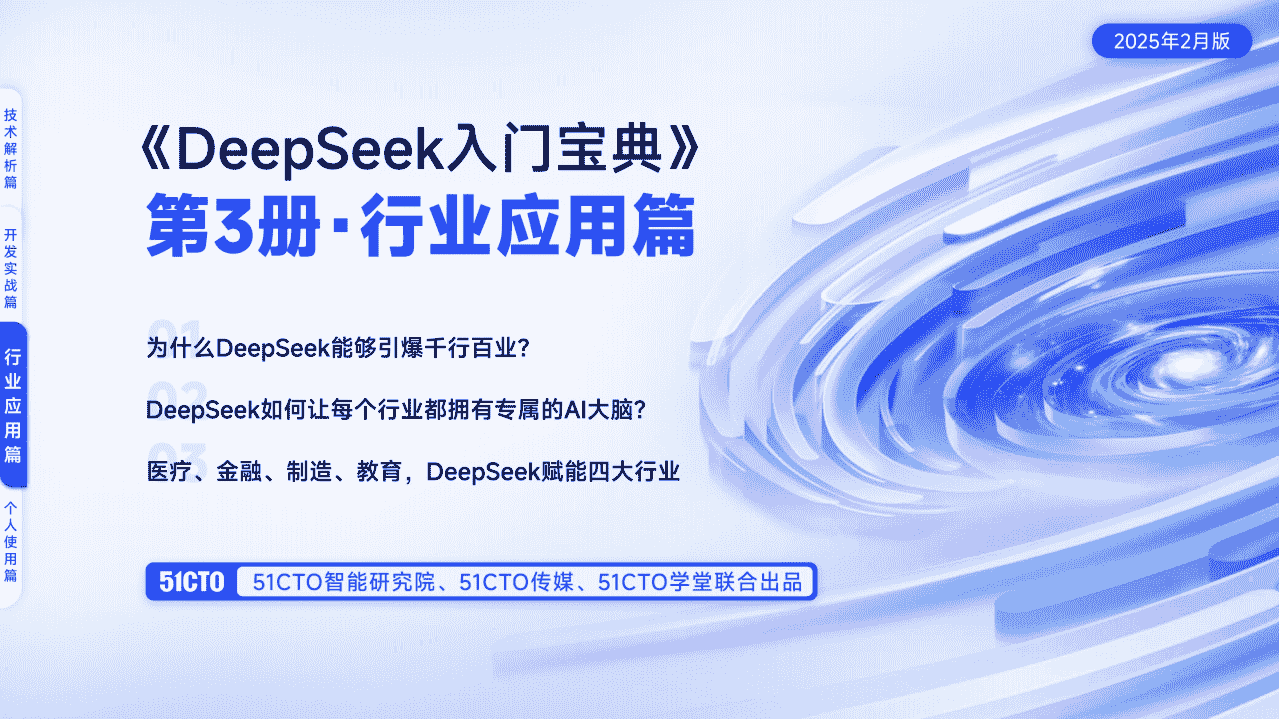 2025年2月版
《DeepSeek入门宝典》
第3册·行业应用篇
01
为什么DeepSeek能够引爆千行百业？
02
DeepSeek如何让每个行业都拥有专属的AI大脑？
03
医疗、金融、制造、教育，DeepSeek赋能四大行业
51CTO 51CTO智能研究院、51CTO传媒、51CTO学堂联合出品
技术解析篇
开发实战篇
行业应用篇
个人使用篇